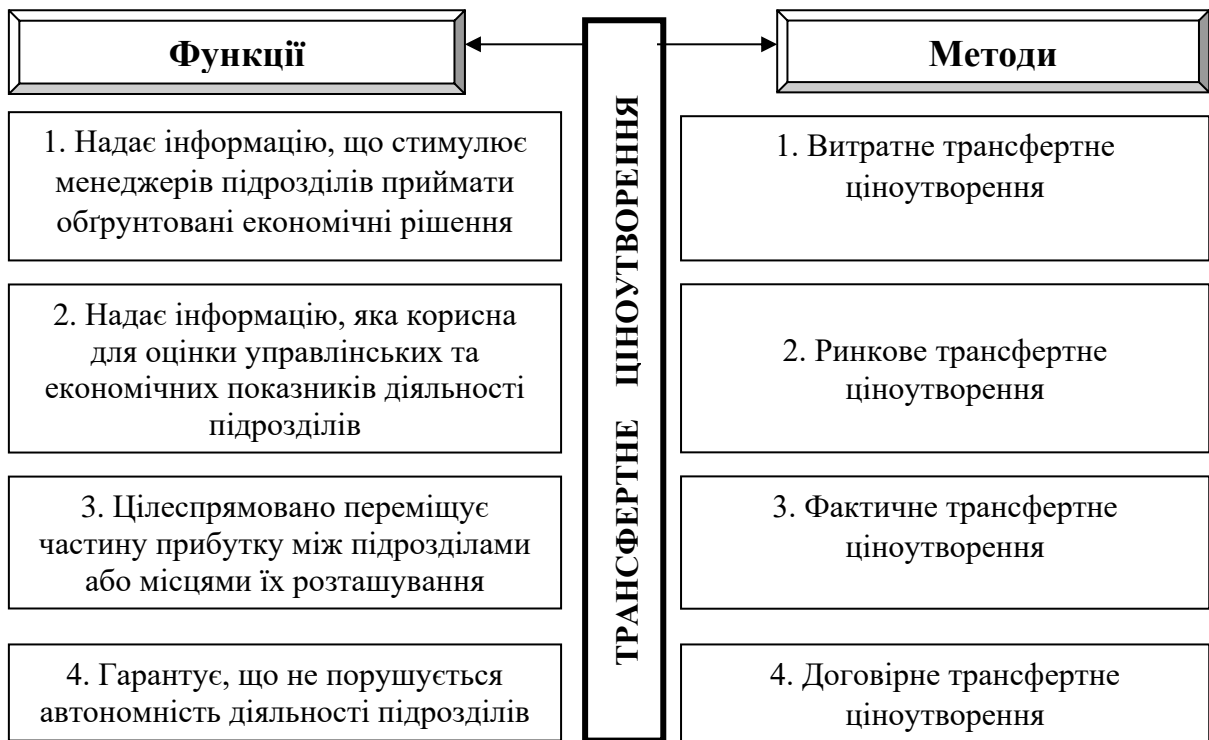 Функції
1. Надає інформацію, що стимулює
менеджерів підрозділів приймати
обґрунтовані економічні рішення
2. Надає інформацію, яка корисна
для оцінки управлінських та
економічних показників діяльності
підрозділів
3. Цілеспрямовано переміщує
частину прибутку між підрозділами
або місцями їх розташування
4. Гарантує, що не порушується
автономність діяльності підрозділів
ТРАНСФЕРТНЕ ЦІНОУТВОРЕННЯ
Методи
1. Витратне трансфертне
ціноутворення
2. Ринкове трансфертне
ціноутворення
3. Фактичне трансфертне
ціноутворення
4. Договірне трансфертне
ціноутворення